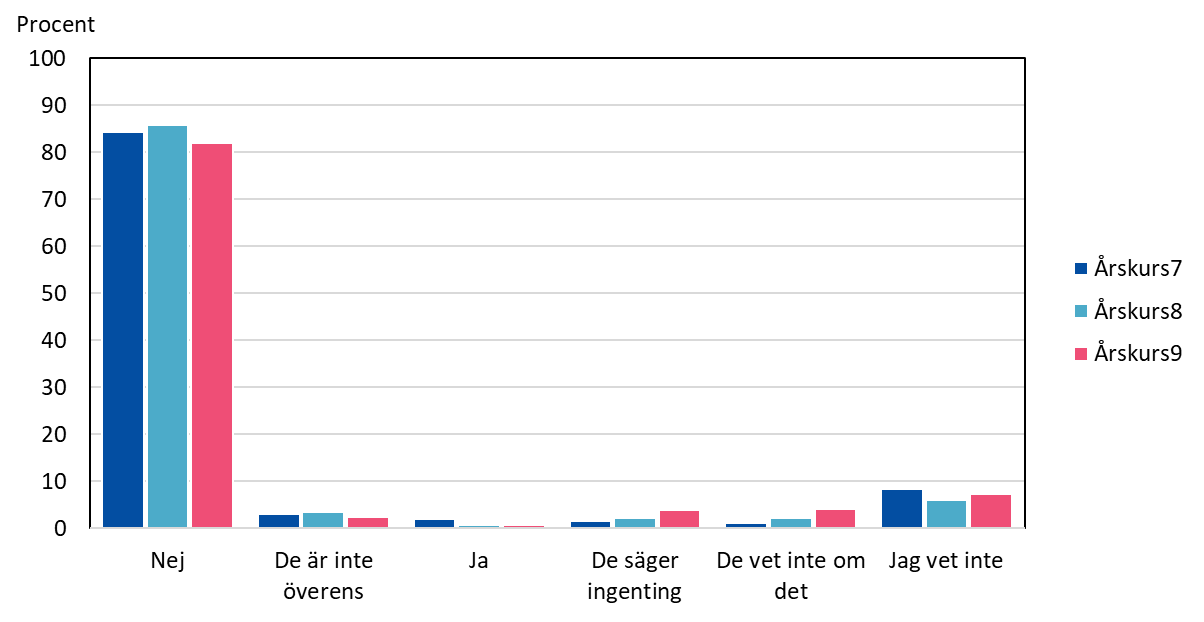 Procent
100
90
80
70
60
50
40
30
20
10
0
Nej
De är inte
överens
Ja
De säger
ingenting
De vet inte om
det
Jag vet inte
Årskurs7
Årskurs8
Årskurs9